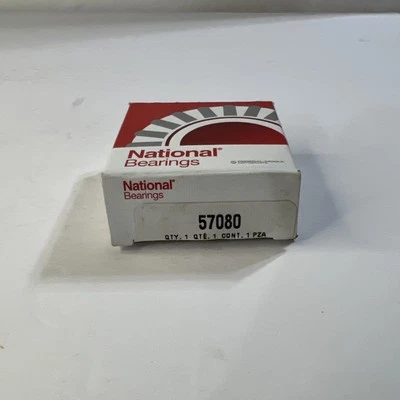 National®
Bearings
National®
Bearings
57080
QTY. 1 QTÉ. 1 CONT. 1 PZA